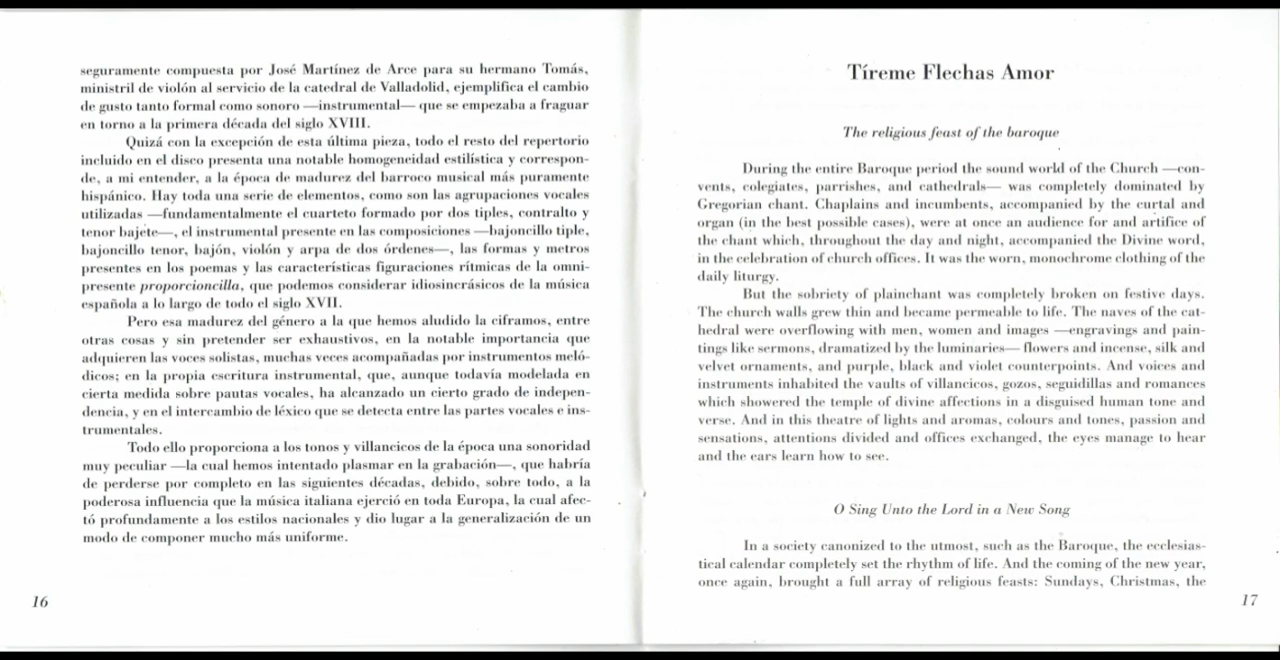 seguramente compuesta por José Martínez de Arce para su hermano Tomás,
ministril de violón al servicio de la catedral de Valladolid, ejemplifica el cambio
de gusto tanto formal como sonoro —instrumental— que se empezaba a fraguar
en torno a la primera década del siglo XVIII.
Quizá con la excepción de esta última pieza, todo el resto del repertorio
incluido en el disco presenta una notable homogeneidad estilística y correspon-
de, a mi entender, a la época de madurez del barroco musical más puramente
hispánico. Hay toda una serie de elementos, como son las agrupaciones vocales
utilizadas —fundamentalmente el cuarteto formado por dos tiples, contralto y
tenor bajete—, el instrumental presente en las composiciones —bajoncillo tiple,
bajoncillo tenor, bajón, violón y arpa de dos órdenes—, las formas y metros
presentes en los poemas y las características figuraciones rítmicas de la omni-
presente proporcioncilla, que podemos considerar idiosincrásicos de la música
española a lo largo de todo el siglo XVII.
Pero esa madurez del género a la que hemos aludido la ciframos, entre
otras cosas y sin pretender ser exhaustivos, en la notable importancia que
adquieren las voces solistas, muchas veces acompañadas por instrumentos meló-
dicos; en la propia escritura instrumental, que, aunque todavía modelada en
cierta medida sobre pautas vocales, ha alcanzado un cierto grado de indepen-
dencia, y en el intercambio de léxico que se detecta entre las partes vocales e ins-
trumentales.
Todo ello proporciona a los tonos y villancicos de la época una sonoridad
muy peculiar —la cual hemos intentado plasmar en la grabación—, que habría
de perderse por completo en las siguientes décadas, debido, sobre todo, a la
poderosa influencia que la música italiana ejerció en toda Europa, la cual afec-
tó profundamente a los estilos nacionales y dio lugar a la generalización de un
modo de componer mucho más uniforme.
16
Tíreme Flechas Amor
The religious feast of the baroque
During the entire Baroque period the sound world of the Church —con-
vents, colegiates, parrishes, and cathedrals— was completely dominated by
Gregorian chant. Chaplains and incumbents, accompanied by the curtal and
organ (in the best possible cases), were at once an audience for and artifice of
the chant which, throughout the day and night, accompanied the Divine word,
in the celebration of church offices. It was the worn, monochrome clothing of the
daily liturgy.
But the sobriety of plainchant was completely broken on festive days.
The church walls grew thin and became permeable to life. The naves of the cat-
hedral were overflowing with men, women and images —engravings and pain-
tings like sermons, dramatized by the luminaries— flowers and incense, silk and
velvet ornaments, and purple, black and violet counterpoints. And voices and
instruments inhabited the vaults of villancicos, gozos, seguidillas and romances
which showered the temple of divine affections in a disguised human tone and
verse. And in this theatre of lights and aromas, colours and tones, passion and
sensations, attentions divided and offices exchanged, the eyes manage to hear
and the ears learn how to see.
O Sing Unto the Lord in a New Song
In a society canonized to the utmost, such as the Baroque, the ecclesias-
tical calendar completely set the rhythm of life. And the coming of the new year,
once again, brought a full array of religious feasts: Sundays, Christmas, the
17